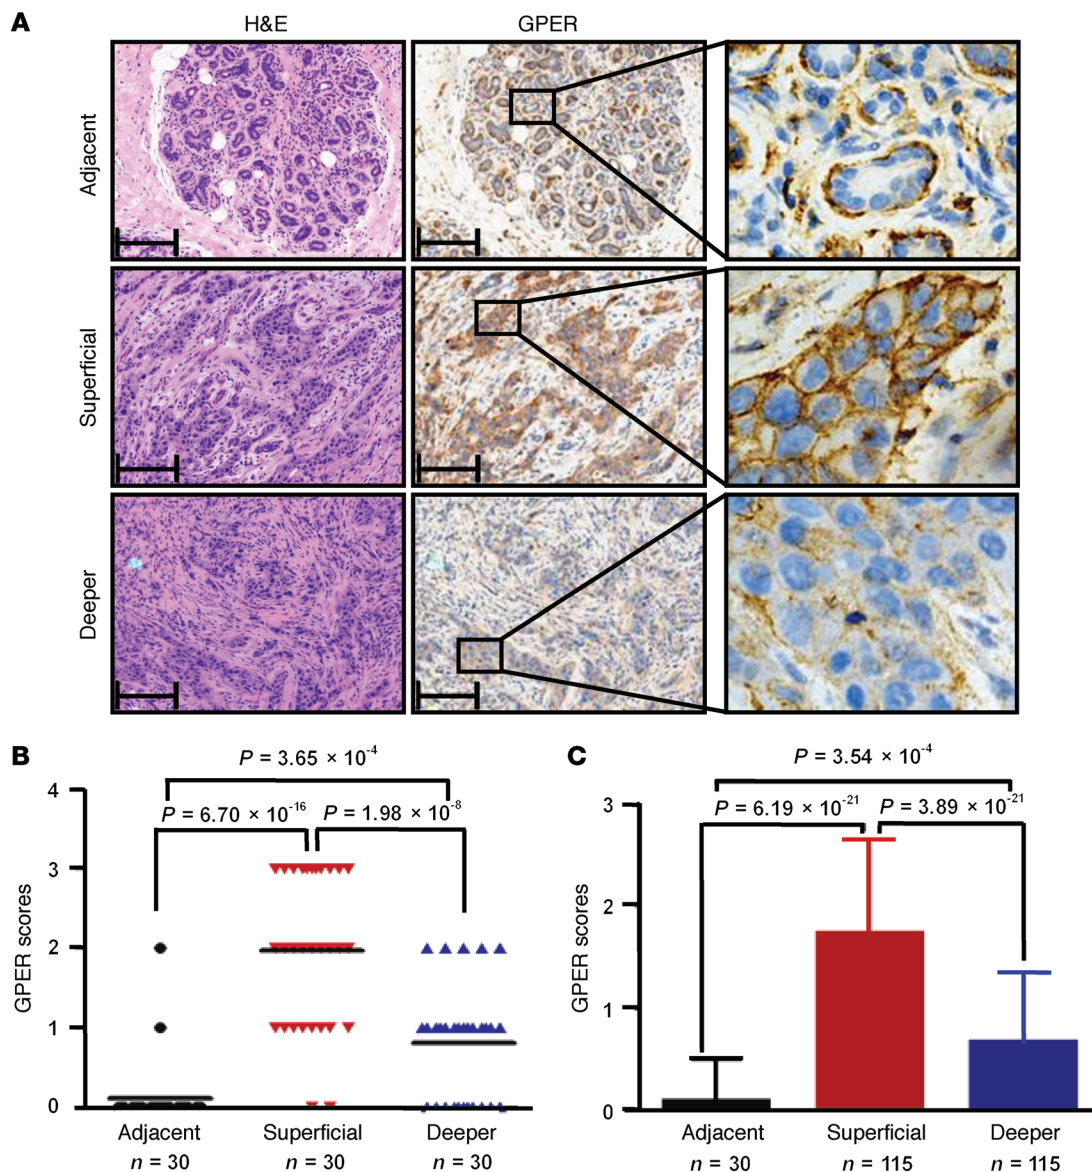 A
H&E GPER
Adjacent
Superficial
Deeper
B
P = 3.65 × 10-4
P = 6.70 × 10-16 P = 1.98 × 10-8
GPER scores
4
3
2
1
0
Adjacent Superficial Deeper
n = 30 n = 30 n = 30
C
P = 3.54 × 10-4
P = 6.19 × 10-21 P = 3.89 × 10-21
GPER scores
3
2
1
0
Adjacent Superficial Deeper
n = 30 n = 115 n = 115